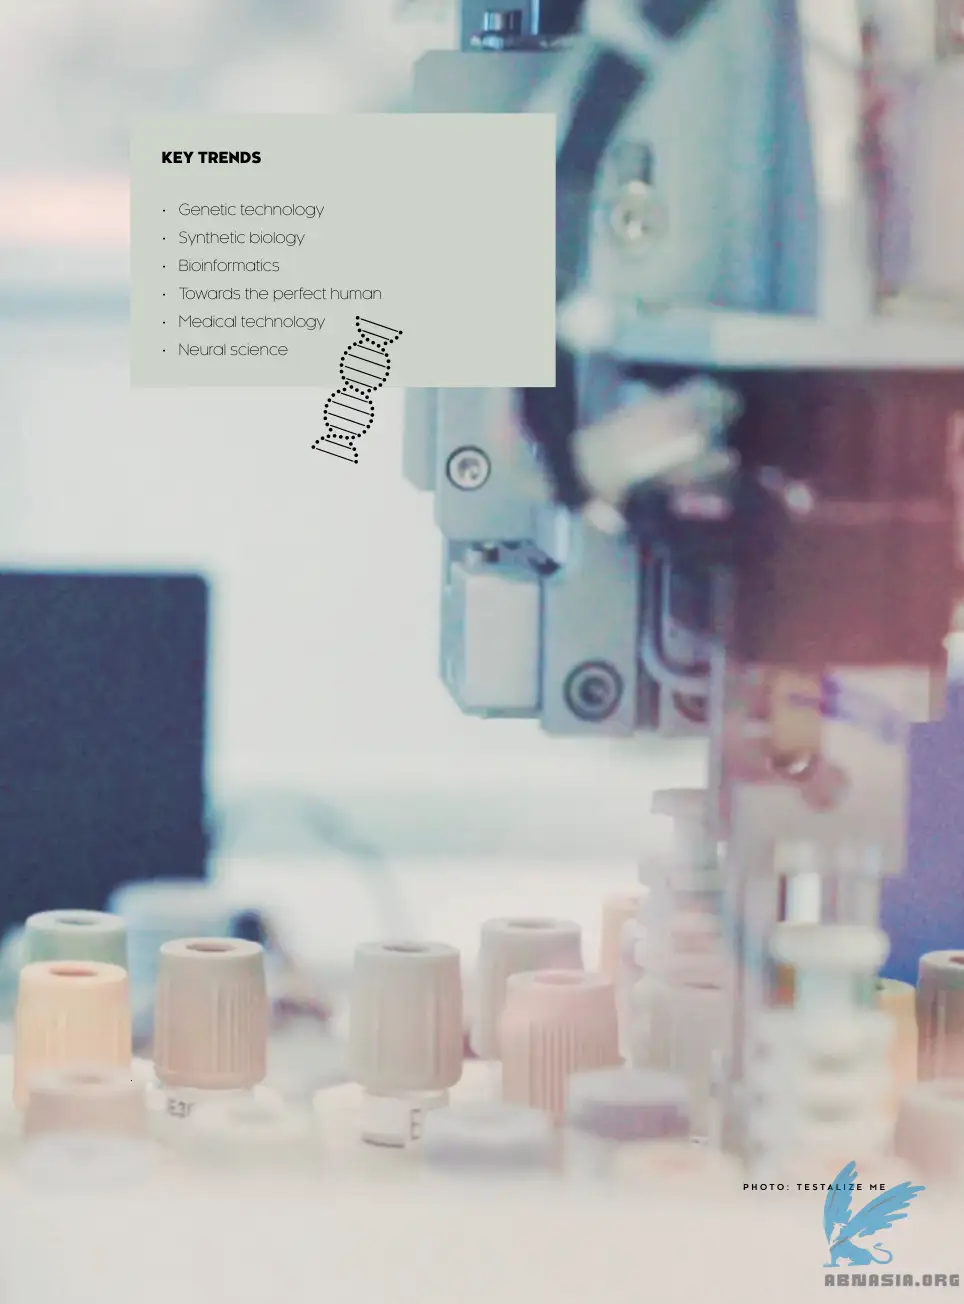 KEY TRENDS
• Genetic technology
• Synthetic biology
• Bioinformatics
• Towards the perfect human
• Medical technology
• Neural science
PHOTO: TESTALIZE ME
ABNASIA.ORG